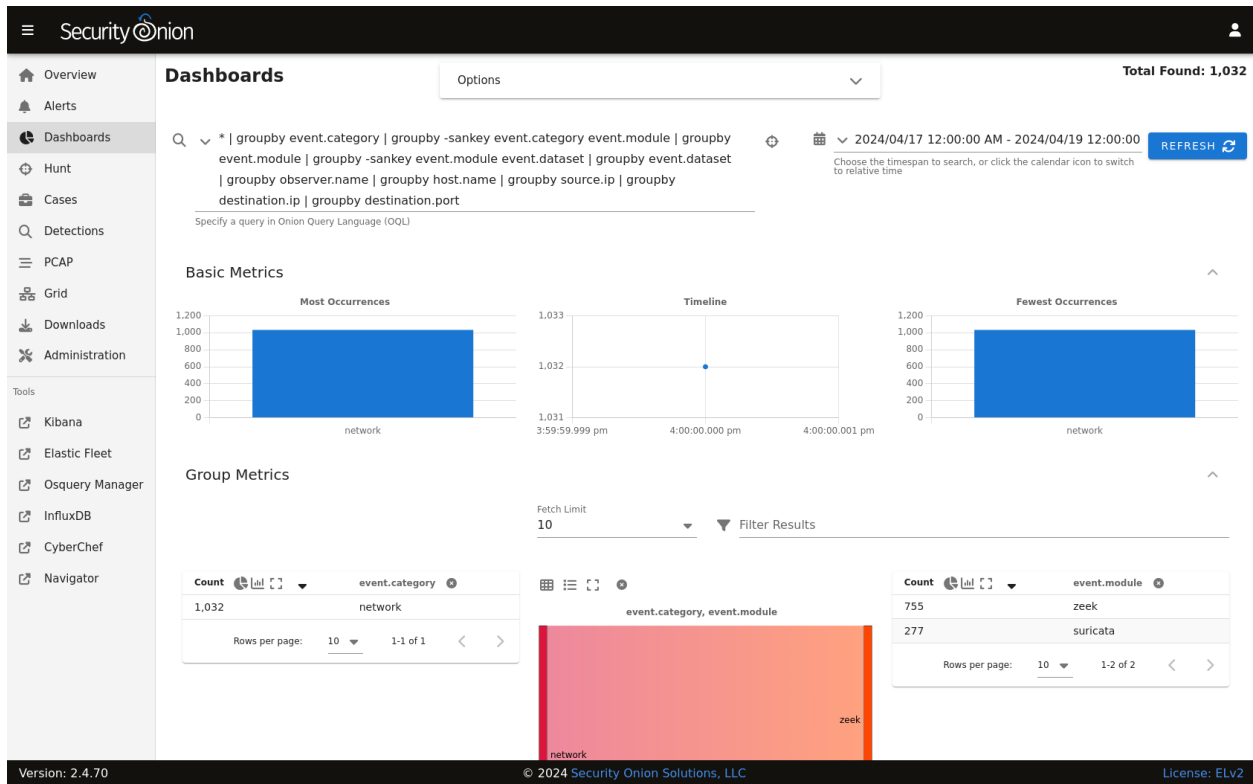 Security Onion
Overview
Alerts
Dashboards
Hunt
Cases
Detections
PCAP
Grid
Downloads
Administration
Tools
Kibana
Elastic Fleet
Osquery Manager
InfluxDB
CyberChef
Navigator
Dashboards
Options
Total Found: 1,032
* | groupby event.category | groupby -sankey event.category event.module | groupby
event.module | groupby -sankey event.module event.dataset | groupby event.dataset
| groupby observer.name | groupby host.name | groupby source.ip | groupby
destination.ip | groupby destination.port
Specify a query in Onion Query Language (OQL)
2024/04/17 12:00:00 AM - 2024/04/19 12:00:00
Choose the timespan to search, or click the calendar icon to switch
to relative time
REFRESH
Basic Metrics
Most Occurrences
1,200
1,000
800
600
400
200
0
network
Timeline
1,033
1,032
1,031
3:59:59.999 pm 4:00:00.000 pm 4:00:00.001 pm
Fewest Occurrences
1,200
1,000
800
600
400
200
0
network
Group Metrics
Fetch Limit
10
Filter Results
Count event.category
1,032 network
Rows per page: 10 1-1 of 1
event.category, event.module
zeek
network
Count event.module
755 zeek
277 suricata
Rows per page: 10 1-2 of 2
Version: 2.4.70
© 2024 Security Onion Solutions, LLC
License: ELv2